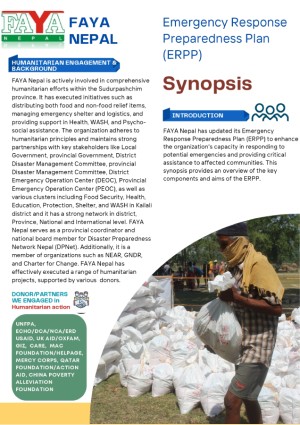 FAYA
NEPAL
FAYA
NEPAL
Emergency Response
Preparedness Plan
(ERPP)
Synopsis
HUMANITARIAN ENGAGEMENT &
BACKGROUND
FAYA Nepal is actively involved in comprehensive
humanitarian efforts within the Sudurpashchim
province. It has executed initiatives such as
distributing both food and non-food relief items,
managing emergency shelter and logistics, and
providing support in Health, WASH, and Psycho-
social assistance. The organization adheres to
humanitarian principles and maintains strong
partnerships with key stakeholders like Local
Government, provincial Government, District
Disaster Management Committee, provincial
Disaster Management Committee, District
Emergency Operation Center (DEOC), Provincial
Emergency Operation Center (PEOC), as well as
various clusters including Food Security, Health,
Education, Protection, Shelter, and WASH in Kailali
district and it has a strong network in district,
Province, National and International level. FAYA
Nepal serves as a provincial coordinator and
national board member for Disaster Preparedness
Network Nepal (DPNet). Additionally, it is a
member of organizations such as NEAR, GNDR,
and Charter for Change. FAYA Nepal has
effectively executed a range of humanitarian
projects, supported by various donors.
DONOR/PARTNERS
WE ENGAGED IN
Humanitarian action
UNFPA,
ECHO/DCA/NCA/ERD
USAID, UK AID/OXFAM,
GIZ, CARE, MAC
FOUNDATION/HELPAGE,
MERCY CORPS, QATAR
FOUNDATION/ACTION
AID, CHINA POVERTY
ALLEVIATION
FOUNDATION
INTRODUCTION
FAYA Nepal has updated its Emergency
Response Preparedness Plan (ERPP) to enhance
the organization's capacity in responding to
potential emergencies and providing critical
assistance to affected communities. This
synopsis provides an overview of the key
components and aims of the ERPP.